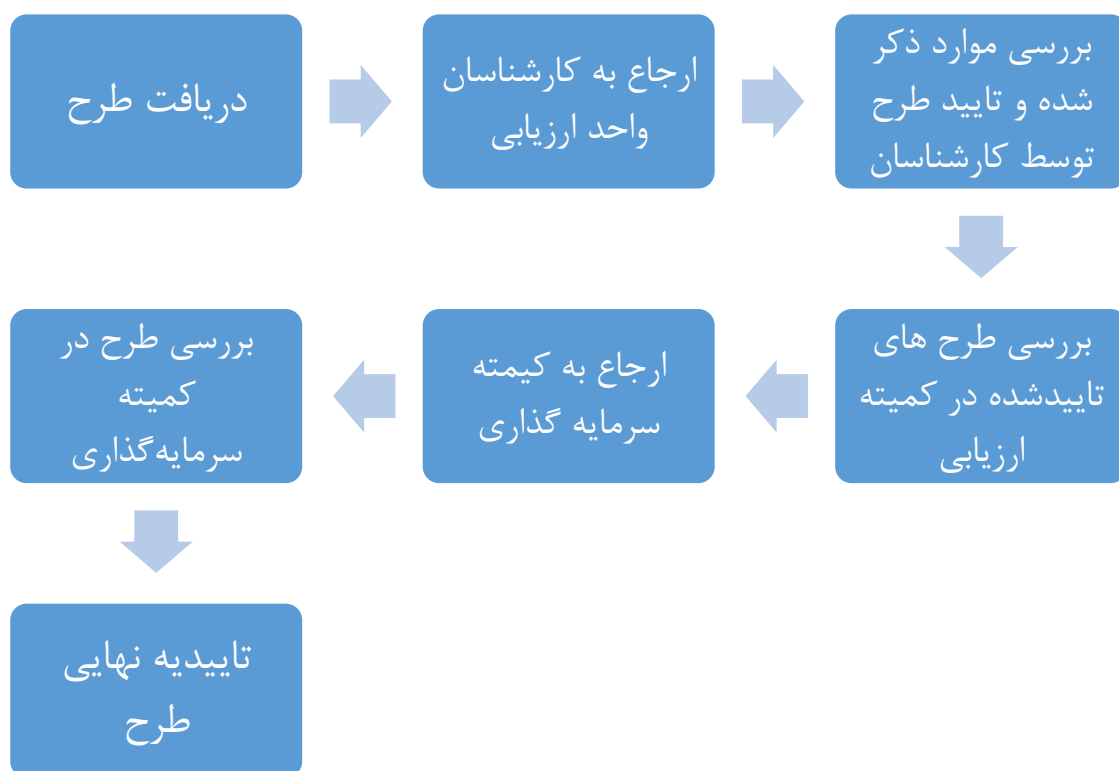 دریافت طرح
ارجاع به کارشناسان
واحد ارزیابی
بررسی موارد ذکر
شده و تایید طرح
توسط کارشناسان
بررسی طرح های
تاییدشده در کمیته
ارزیابی
ارجاع به کیمته
سرمایه گذاری
بررسی طرح در
کمیته
سرمایه‌گذاری
تاییدیه نهایی
طرح